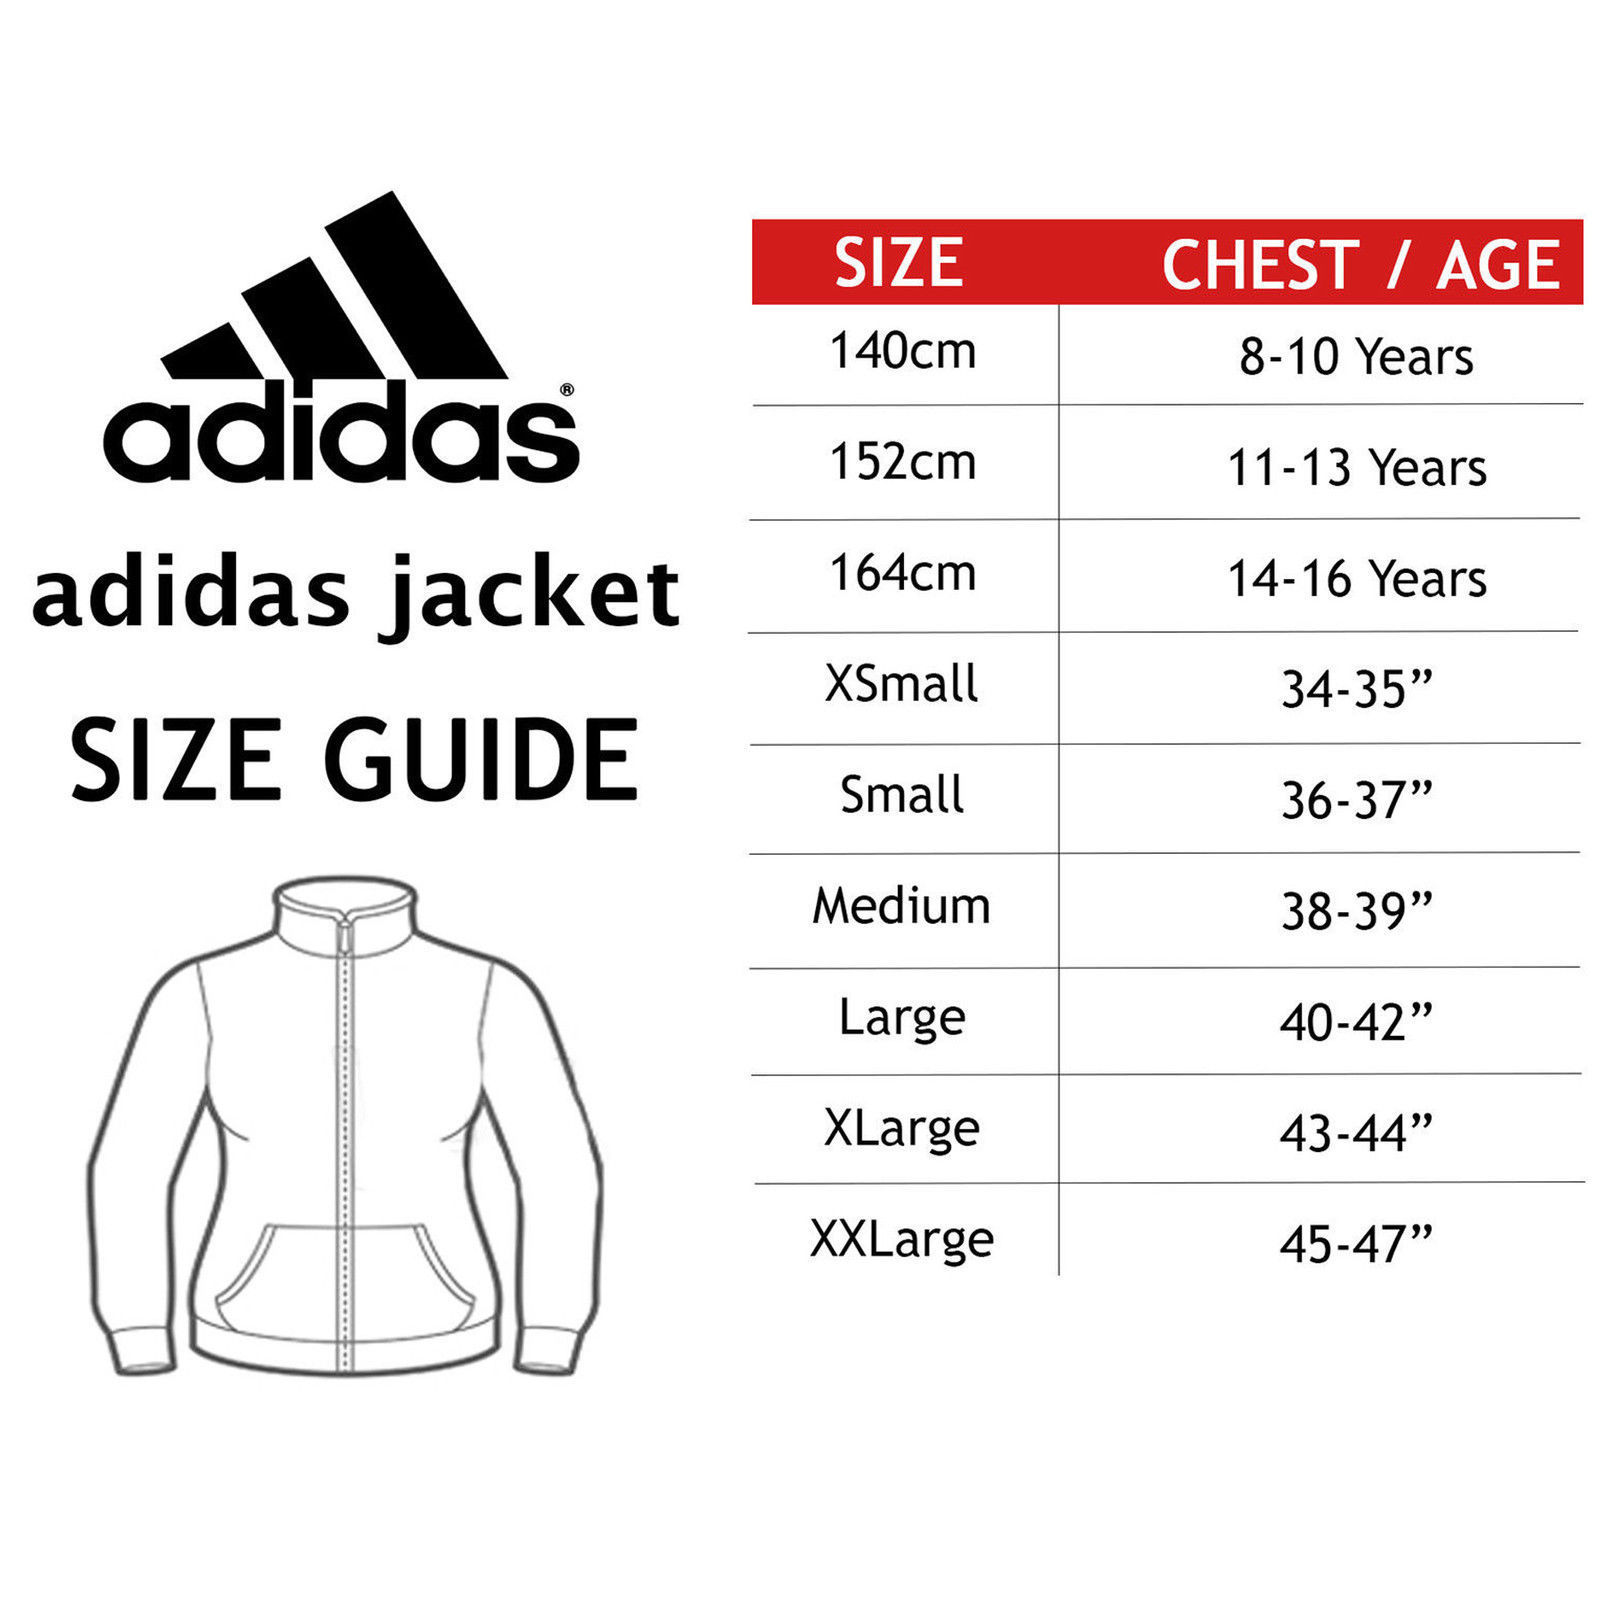 adidas®
adidas jacket
SIZE GUIDE
SIZE CHEST / AGE
140cm 8-10 Years
152cm 11-13 Years
164cm 14-16 Years
XSmall 34-35”
Small 36-37”
Medium 38-39”
Large 40-42”
XLarge 43-44”
XXLarge 45-47”